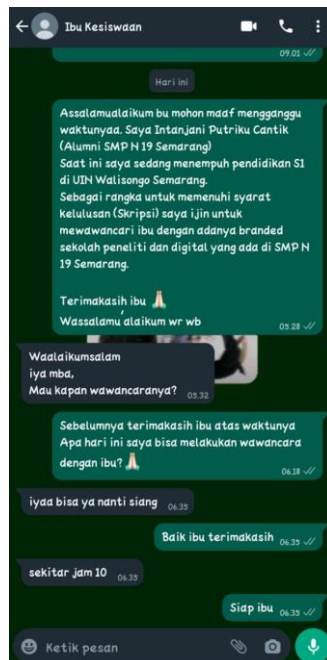 Ibu Kesiswaan
09.01
Hari ini
Assalamualaikum bu mohon maaf mengganggu
waktunyaa. Saya Intanjani Putriku Cantik
(Alumni SMP N 19 Semarang)
Saat ini saya sedang menempuh pendidikan S1
di UIN Walisongo Semarang.
Sebagai rangka untuk memenuhi syarat
kelulusan (Skripsi) saya ijin untuk
mewawancari ibu dengan adanya branded
sekolah peneliti dan digital yang ada di SMP N
19 Semarang.
Terimakasih ibu 🙏🏻
Wassalamu'alaikum wr wb
05.28
Waalaikumsalam
iya mba,
Mau kapan wawancaranya? 05.32
Sebelumnya terimakasih ibu atas waktunya
Apa hari ini saya bisa melakukan wawancara
dengan ibu? 🙏🏻
06.18
iyaa bisa ya nanti siang 06.35
Baik ibu terimakasih 06.35
sekitar jam 10 06.35
Siap ibu 06.35
Ketik pesan